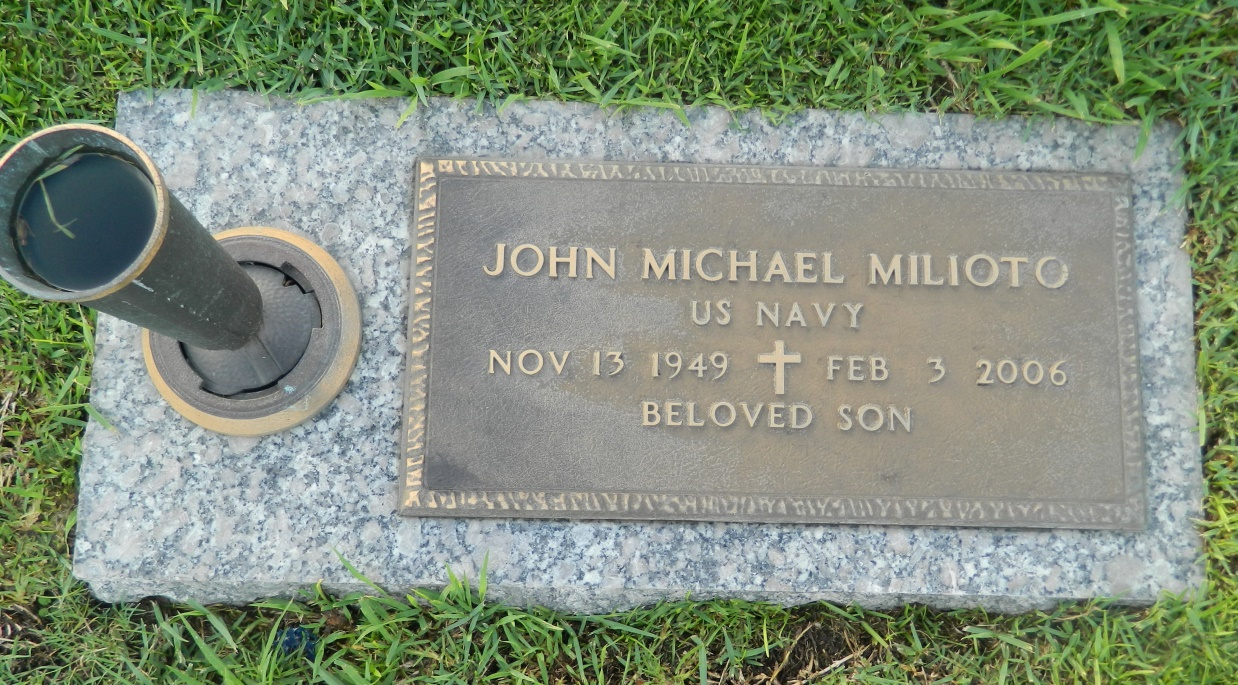 JOHN MICHAEL MILIOTO
US NAVY
NOV 13 1949 FEB 3 2006
BELOVED SON